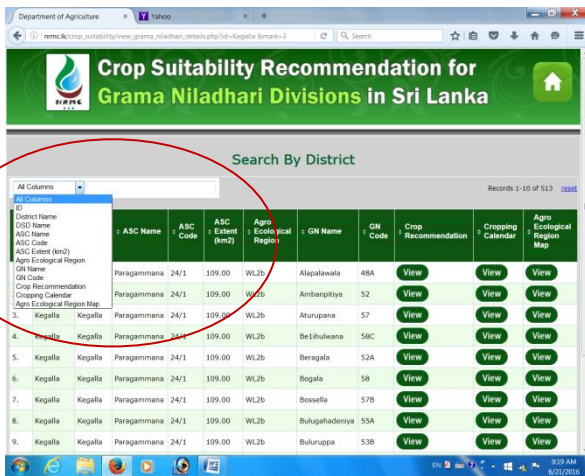 Department of Agriculture
Yahoo
nrmc.lk/crop_suitability/view_grama_niladhari_details.php?id=Kegalla &mark=3
Search
NRMC
Crop Suitability Recommendation for
Grama Niladhari Divisions in Sri Lanka
Search By District
All Columns
Records 1-10 of 513 reset
All Columns
ID
District Name
DSD Name
ASC Name
ASC Code
ASC Extent (km2)
Agro Ecological Region
GN Name
GN Code
Crop Recommendation
Cropping Calendar
Agro Ecological Region Map
ASC Name ASC Code ASC Extent (km2) Agro Ecological Region GN Name GN Code Crop Recommendation Cropping Calendar Agro Ecological Region Map
Paragammana 24/1 109.00 WL2b Alapalawala 48A View View View
Paragammana 24/1 109.00 WL2b Ambanpitiya 52 View View View
3. Kegalla Kegalla Paragammana 24/1 109.00 WL2b Aturupana 57 View View View
4. Kegalla Kegalla Paragammana 24/1 109.00 WL2b Be1ihulwana 58C View View View
5. Kegalla Kegalla Paragammana 24/1 109.00 WL2b Beragala 52A View View View
6. Kegalla Kegalla Paragammana 24/1 109.00 WL2b Bogala 58 View View View
7. Kegalla Kegalla Paragammana 24/1 109.00 WL2b Bossella 57B View View View
8. Kegalla Kegalla Paragammana 24/1 109.00 WL2b Bulugahadeniya 55A View View View
9. Kegalla Kegalla Paragammana 24/1 109.00 WL2b Buluruppa 53B View View View
EN
9:19 AM
6/21/2016